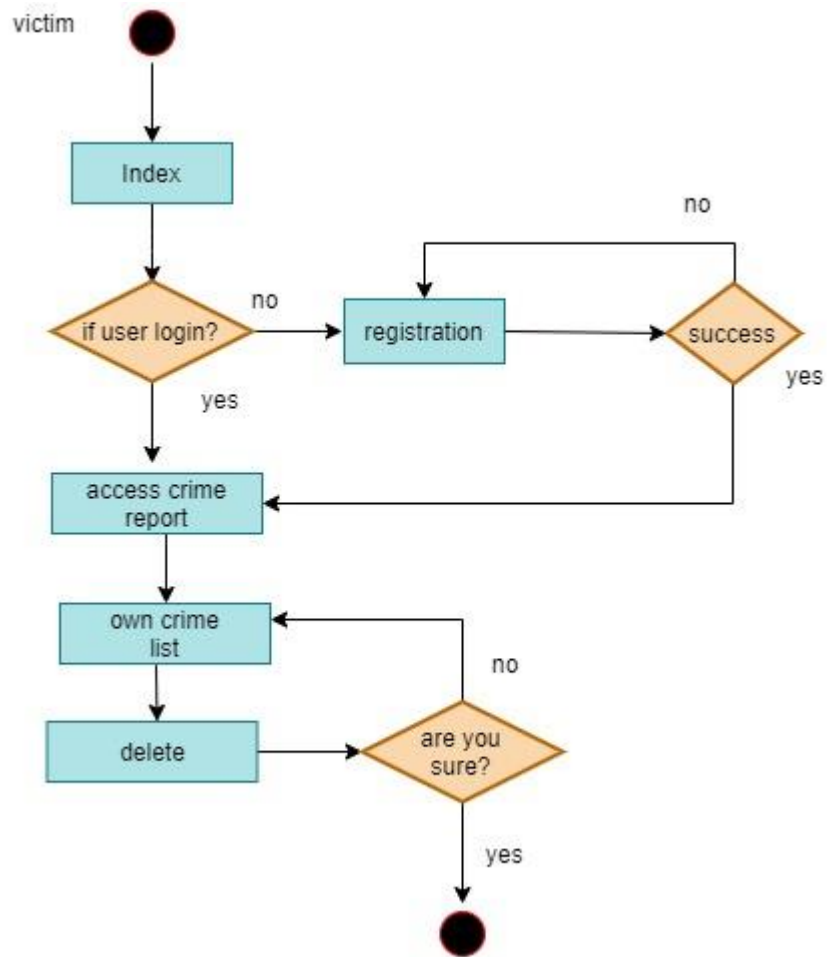 victim
Index
no
if user login?
no
registration
success
yes
yes
access crime
report
own crime
list
no
delete
are you
sure?
yes